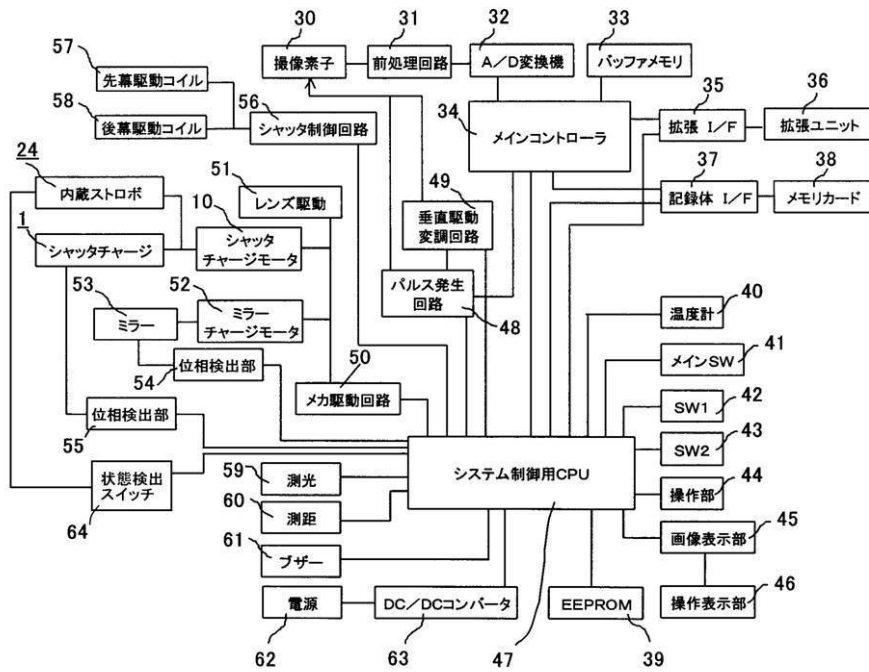 30
31
32
33
57
撮像素子
前処理回路
A/D変換機
バッファメモリ
先幕駆動コイル
58
56
34
35
36
後幕駆動コイル
シャッタ制御回路
メインコントローラ
拡張 I/F
拡張ユニット
24
51
37
38
内蔵ストロボ
10
レンズ駆動
49
記録体 I/F
メモリカード
1
シャッタ
チャージモータ
垂直駆動
変調回路
シャッタチャージ
53
52
パルス発生
回路
48
40
ミラー
ミラー
チャージモータ
温度計
41
54
位相検出部
50
メインSW
42
メカ駆動回路
SW1
55
位相検出部
43
SW2
59
測光
システム制御用CPU
44
状態検出
スイッチ
操作部
64
60
測距
45
61
画像表示部
ブザー
46
電源
DC/DCコンバータ
EEPROM
操作表示部
62
63
47
39